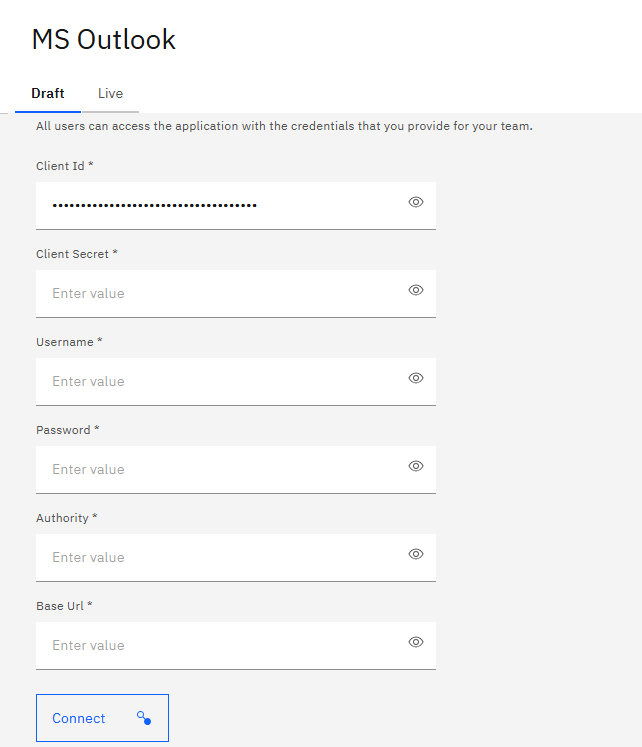 MS Outlook
Draft Live
All users can access the application with the credentials that you provide for your team.
Client Id *
••••••••••••••••••••••••••••••••••••
Client Secret *
Enter value
Username *
Enter value
Password *
Enter value
Authority *
Enter value
Base Url *
Enter value
Connect